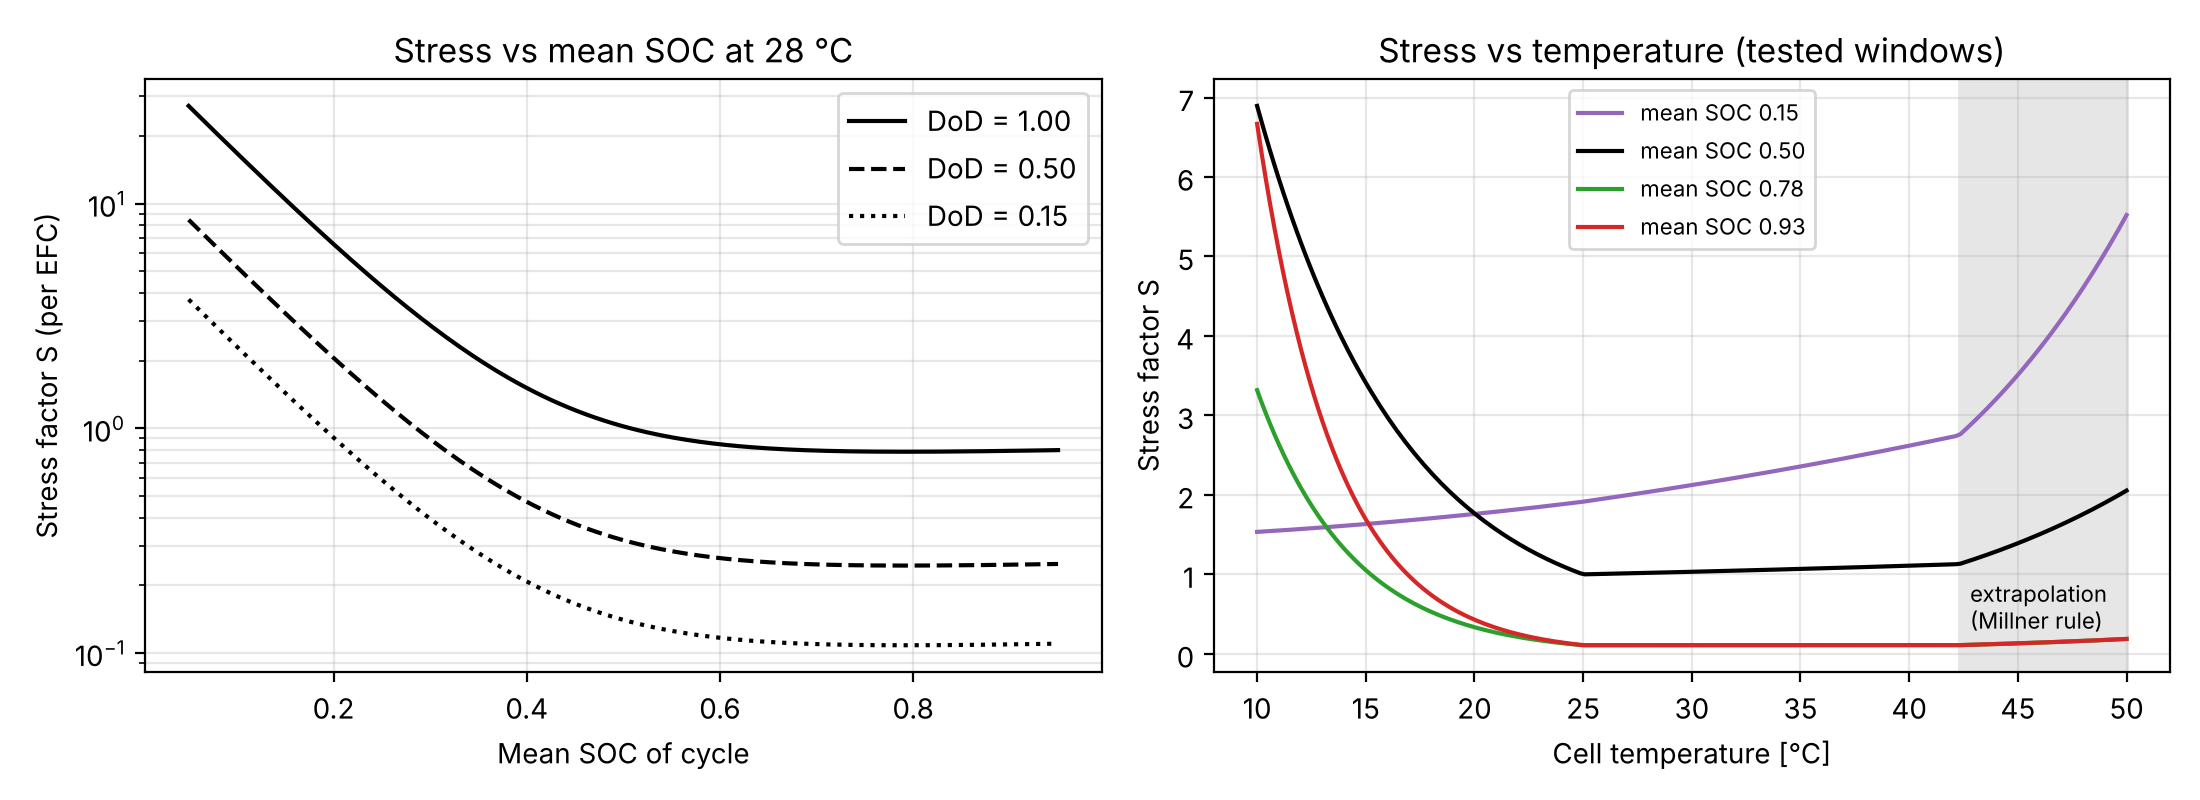 Stress vs mean SOC at 28 °C
Stress factor S (per EFC)
10¹
10⁰
10⁻¹
DoD = 1.00
DoD = 0.50
DoD = 0.15
0.2 0.4 0.6 0.8
Mean SOC of cycle
Stress vs temperature (tested windows)
Stress factor S
7
6
5
4
3
2
1
0
mean SOC 0.15
mean SOC 0.50
mean SOC 0.78
mean SOC 0.93
extrapolation
(Millner rule)
10 15 20 25 30 35 40 45 50
Cell temperature [°C]